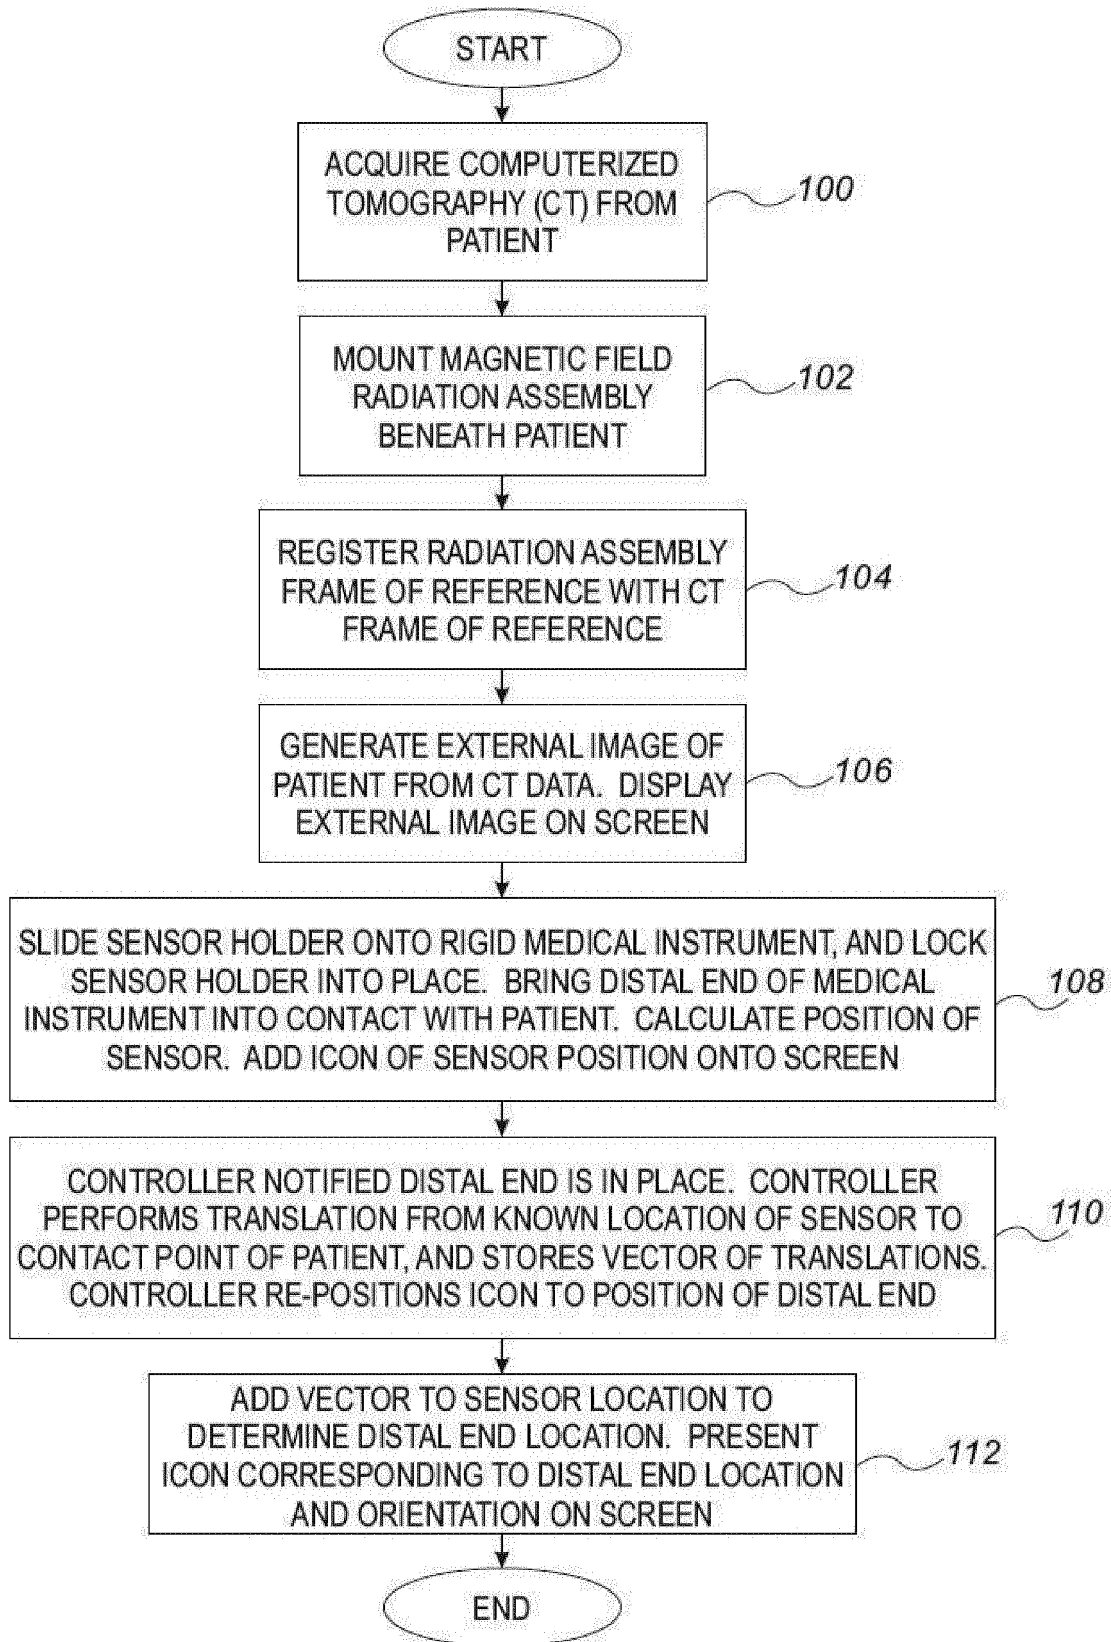 START
ACQUIRE COMPUTERIZED
TOMOGRAPHY (CT) FROM
PATIENT
100
MOUNT MAGNETIC FIELD
RADIATION ASSEMBLY
BENEATH PATIENT
102
REGISTER RADIATION ASSEMBLY
FRAME OF REFERENCE WITH CT
FRAME OF REFERENCE
104
GENERATE EXTERNAL IMAGE OF
PATIENT FROM CT DATA. DISPLAY
EXTERNAL IMAGE ON SCREEN
106
SLIDE SENSOR HOLDER ONTO RIGID MEDICAL INSTRUMENT, AND LOCK
SENSOR HOLDER INTO PLACE. BRING DISTAL END OF MEDICAL
INSTRUMENT INTO CONTACT WITH PATIENT. CALCULATE POSITION OF
SENSOR. ADD ICON OF SENSOR POSITION ONTO SCREEN
108
CONTROLLER NOTIFIED DISTAL END IS IN PLACE. CONTROLLER
PERFORMS TRANSLATION FROM KNOWN LOCATION OF SENSOR TO
CONTACT POINT OF PATIENT, AND STORES VECTOR OF TRANSLATIONS.
CONTROLLER RE-POSITIONS ICON TO POSITION OF DISTAL END
110
ADD VECTOR TO SENSOR LOCATION TO
DETERMINE DISTAL END LOCATION. PRESENT
ICON CORRESPONDING TO DISTAL END LOCATION
AND ORIENTATION ON SCREEN
112
END